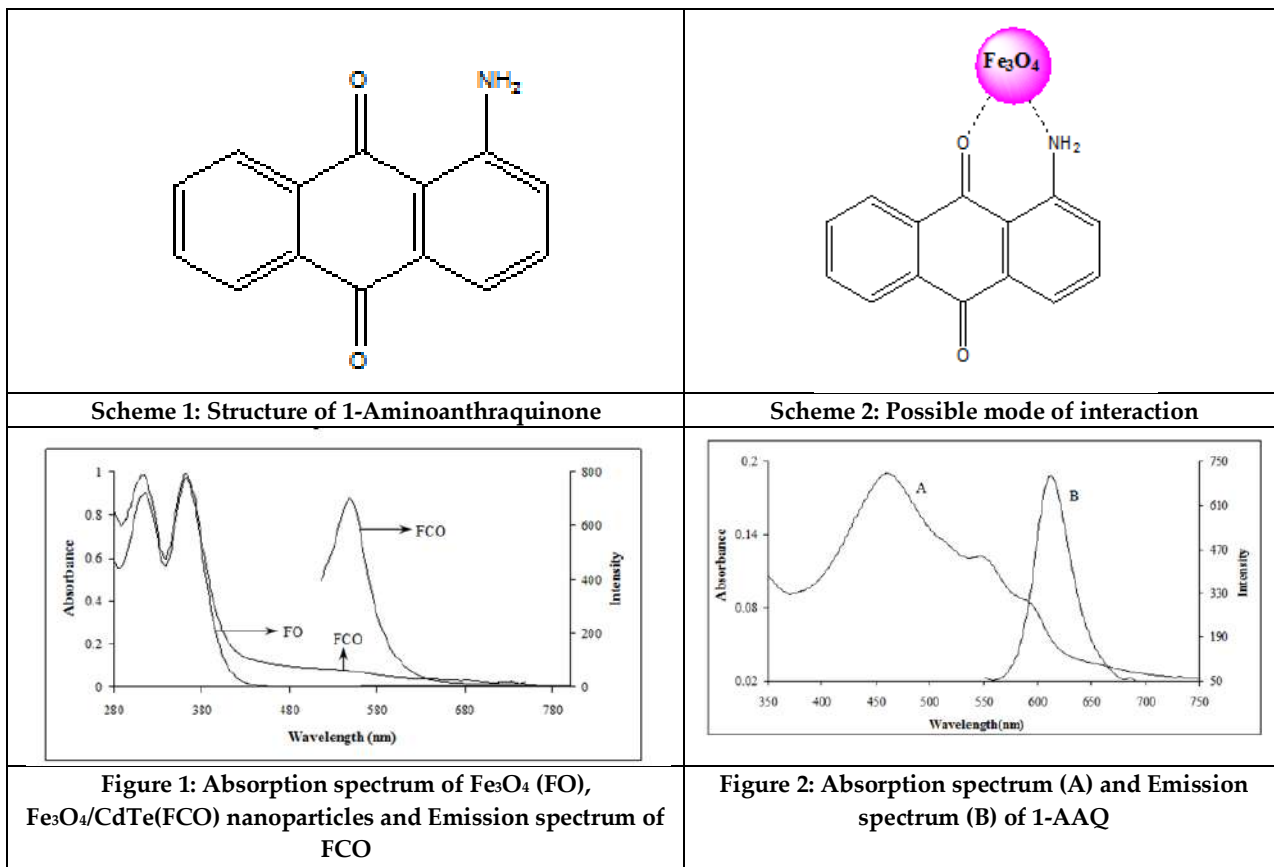 O
NH₂
O
Scheme 1: Structure of 1-Aminoanthraquinone
Fe₃O₄
O
NH₂
O
Scheme 2: Possible mode of interaction
1
0.8
0.6
0.4
0.2
0
Absorbance
800
600
400
200
0
Intensity
FCO
FO
FCO
280 380 480 580 680 780
Wavelength (nm)
Figure 1: Absorption spectrum of Fe₃O₄ (FO),
Fe₃O₄/CdTe(FCO) nanoparticles and Emission spectrum of
FCO
0.2
0.14
0.08
0.02
Absorbance
750
610
470
330
190
50
Intensity
A
B
350 400 450 500 550 600 650 700 750
Wavelength(nm)
Figure 2: Absorption spectrum (A) and Emission
spectrum (B) of 1-AAQ